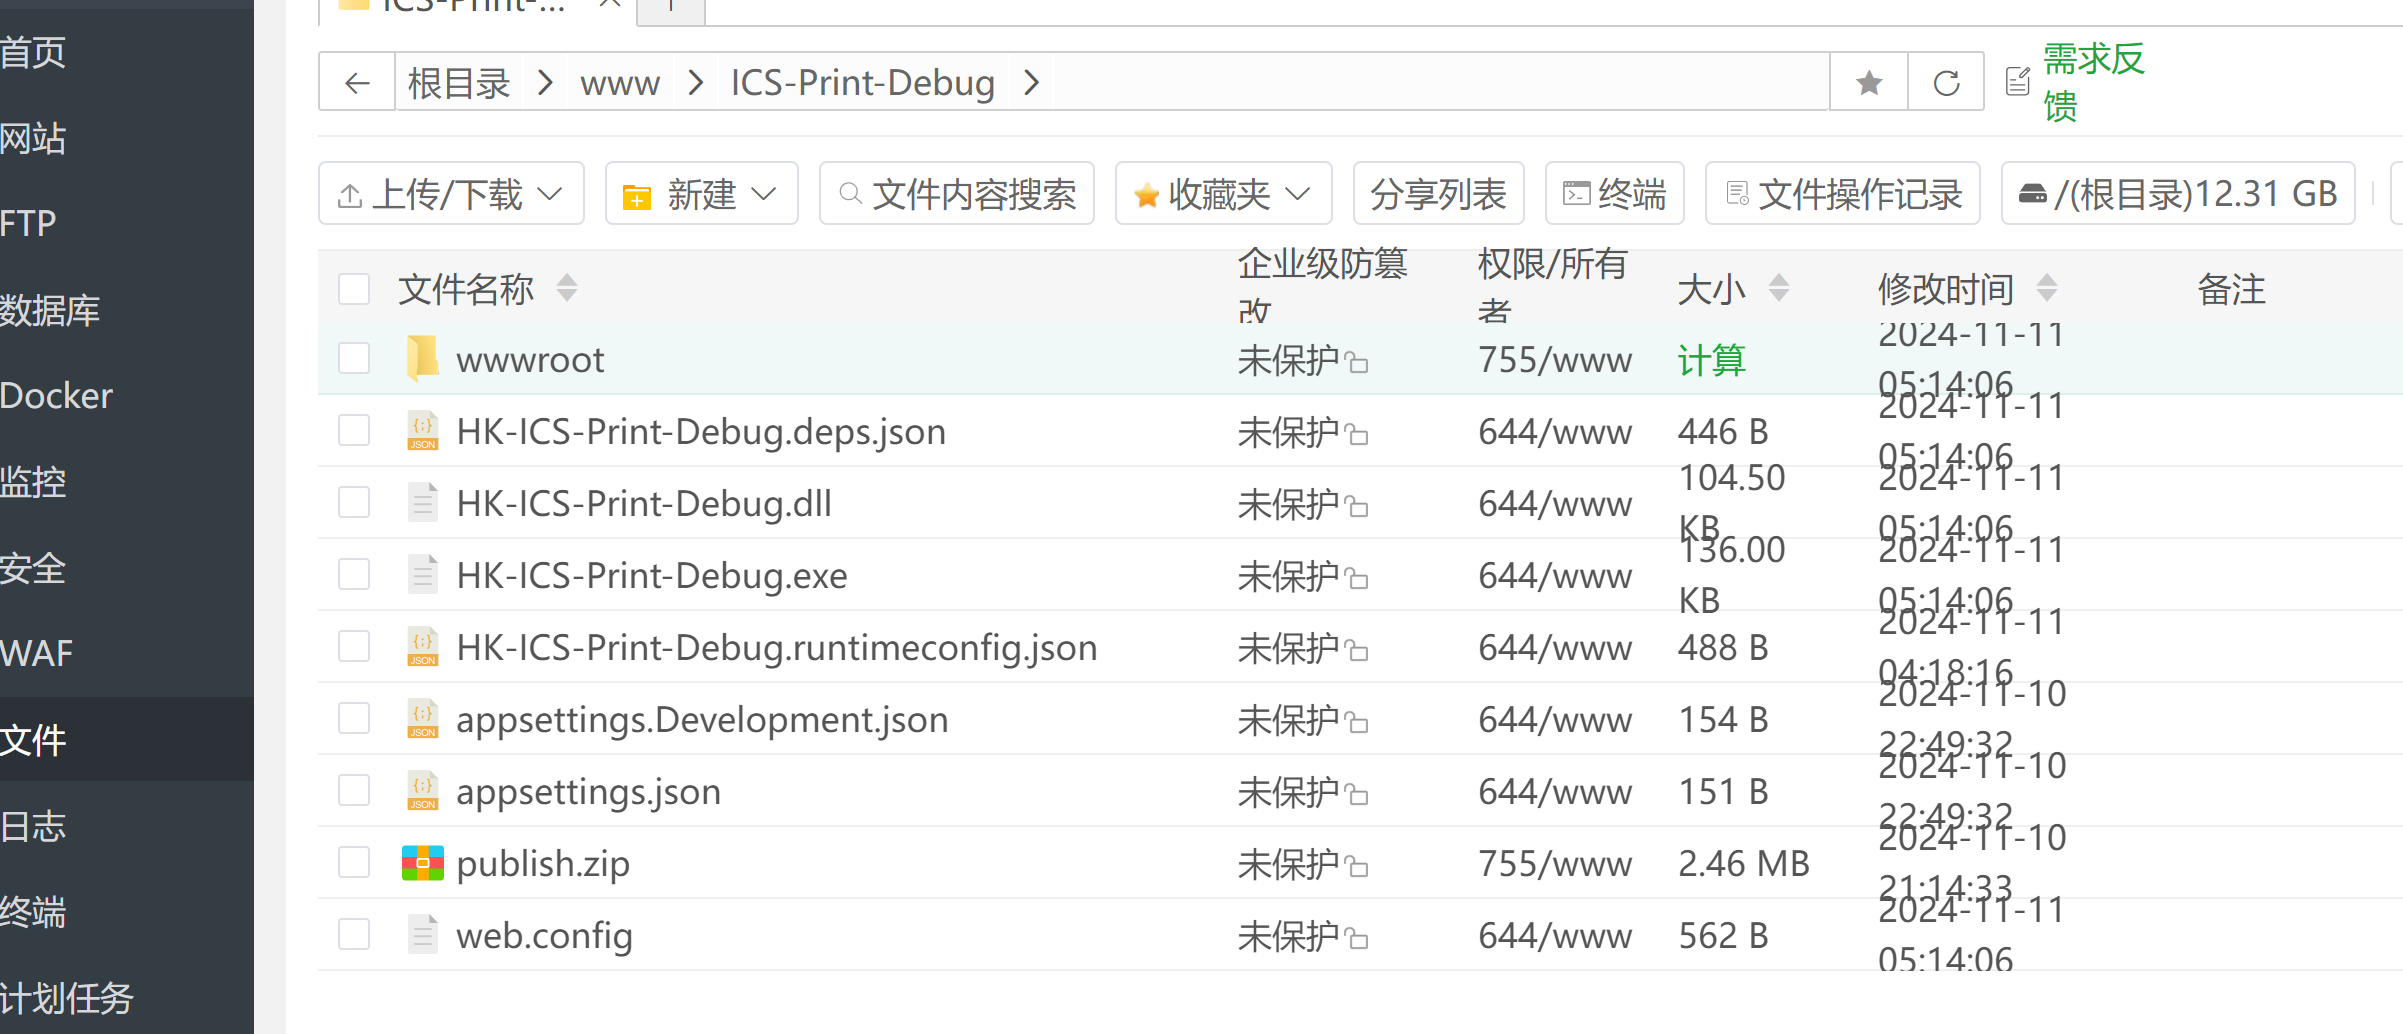 ICS-Print-...
首页
网站
FTP
数据库
Docker
监控
安全
WAF
文件
日志
终端
计划任务
根目录 www ICS-Print-Debug
需求反
馈
上传/下载 新建 文件内容搜索 收藏夹 分享列表 终端 文件操作记录 /(根目录)12.31 GB
文件名称 企业级防篡
改 权限/所有
者 大小 修改时间 备注
wwwroot 未保护 755/www 计算 2024-11-11
05:14:06
HK-ICS-Print-Debug.deps.json 未保护 644/www 446 B 2024-11-11
05:14:06
HK-ICS-Print-Debug.dll 未保护 644/www 104.50
KB 2024-11-11
05:14:06
HK-ICS-Print-Debug.exe 未保护 644/www 136.00
KB 2024-11-11
05:14:06
HK-ICS-Print-Debug.runtimeconfig.json 未保护 644/www 488 B 2024-11-11
04:18:16
appsettings.Development.json 未保护 644/www 154 B 2024-11-10
22:49:32
appsettings.json 未保护 644/www 151 B 2024-11-10
22:49:32
publish.zip 未保护 755/www 2.46 MB 2024-11-10
21:14:33
web.config 未保护 644/www 562 B 2024-11-11
05:14:06